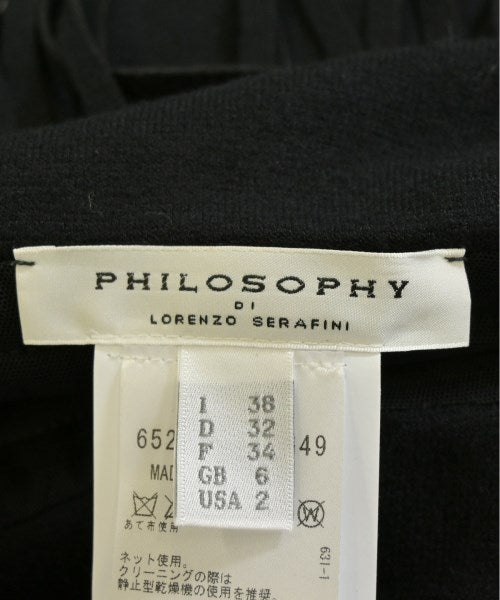 PHILOSOPHY
DI
LORENZO SERAFINI
I 38
D 32
F 34
GB 6
USA 2
652 49
MAD
W
あて布使用
ネット使用。
クリーニングの際は
静止型乾燥機の使用を推奨。
631-1